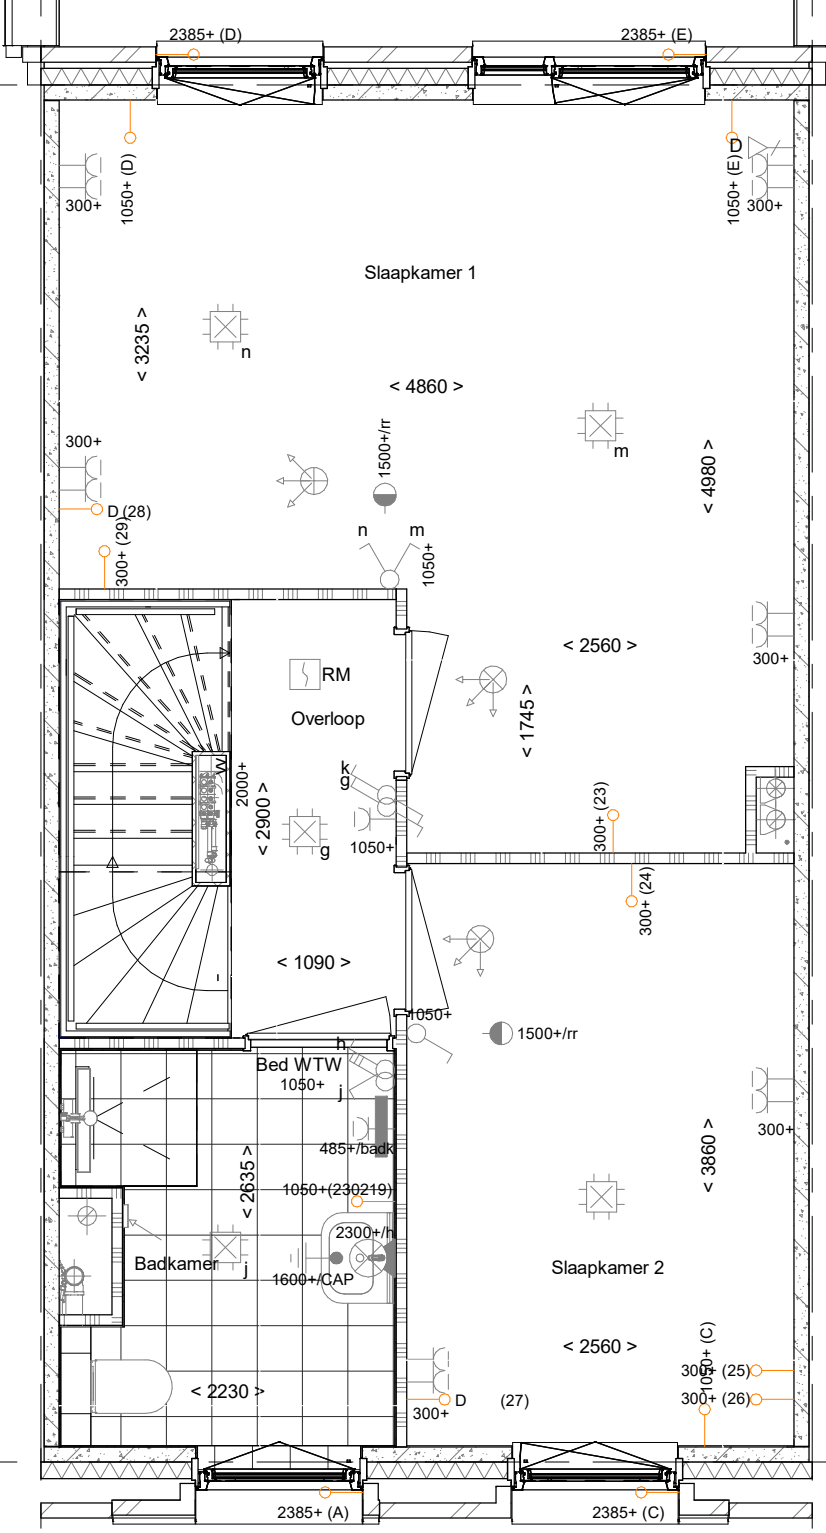 2385+ (D)
2385+ (E)
D
1050+ (D)
300+
1050+ (E)
300+
Slaapkamer 1
< 3235 >
n
< 4860 >
m
300+
1500+/rr
< 4980 >
D (28)
300+ (29)
n
m
1050+
< 2560 >
300+
RM
Overloop
< 1745 >
w
2000+
k
g
< 2900 >
g
1050+
300+ (23)
300+ (24)
< 1090 >
1050+
1500+/rr
h
Bed WTW
1050+
j
300+
485+/badk
< 2635 >
< 3860 >
1050+(230219)
2300+/h
Badkamer
j
1600+/CAP
Slaapkamer 2
< 2560 >
1050+ (C)
300+ (25)
< 2230 >
D
(27)
300+
300+ (26)
2385+ (A)
2385+ (C)